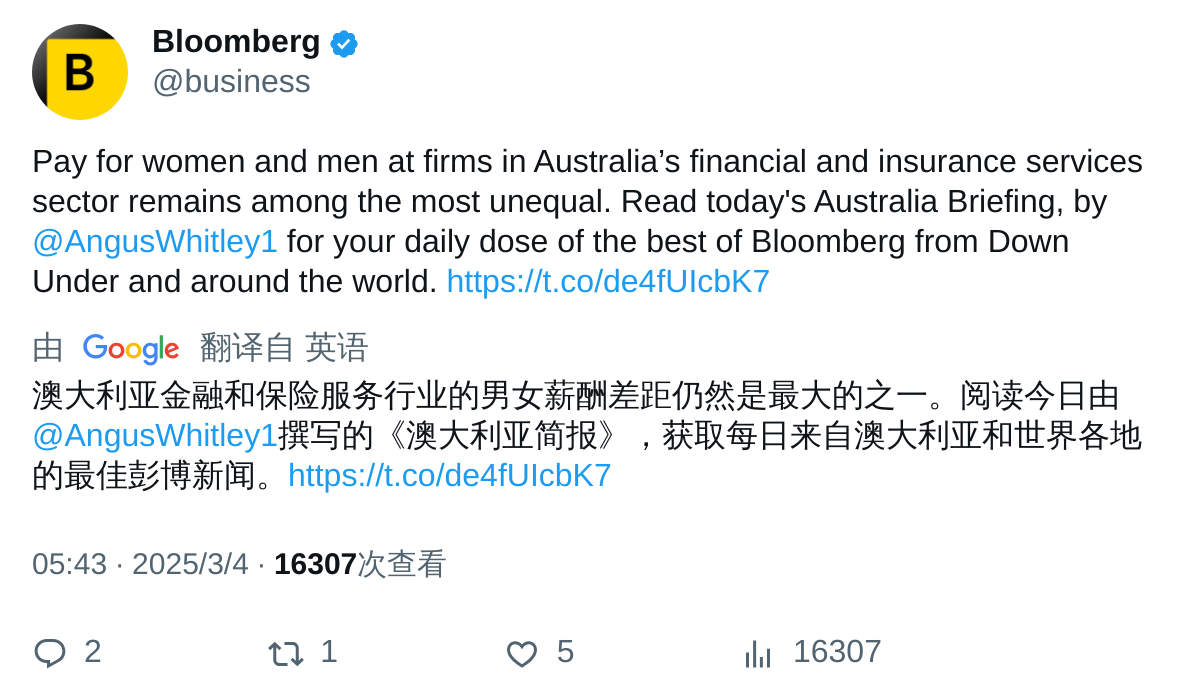 B
Bloomberg
@business
Pay for women and men at firms in Australia’s financial and insurance services
sector remains among the most unequal. Read today's Australia Briefing, by
@AngusWhitley1 for your daily dose of the best of Bloomberg from Down
Under and around the world. https://t.co/de4fUIcbK7
由 Google 翻译自 英语
澳大利亚金融和保险服务行业的男女薪酬差距仍然是最大的之一。阅读今日由
@AngusWhitley1撰写的《澳大利亚简报》，获取每日来自澳大利亚和世界各地
的最佳彭博新闻。https://t.co/de4fUIcbK7
05:43 · 2025/3/4 · 16307次查看
2 1 5 16307